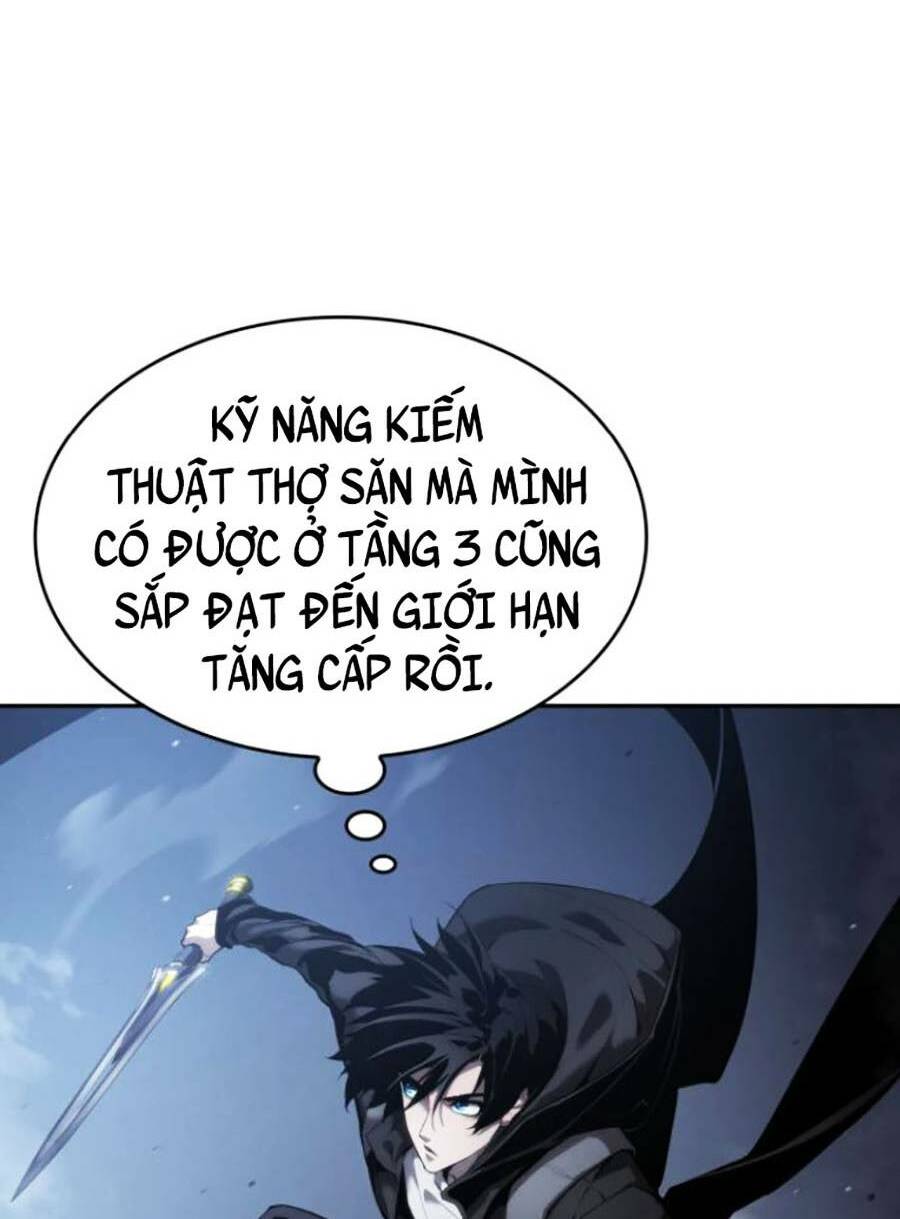 KỸ NĂNG KIẾM
THUẬT THỢ SĂN MÀ MÌNH
CÓ ĐƯỢC Ở TẦNG 3 CŨNG
SẮP ĐẠT ĐẾN GIỚI HẠN
TĂNG CẤP RỒI.